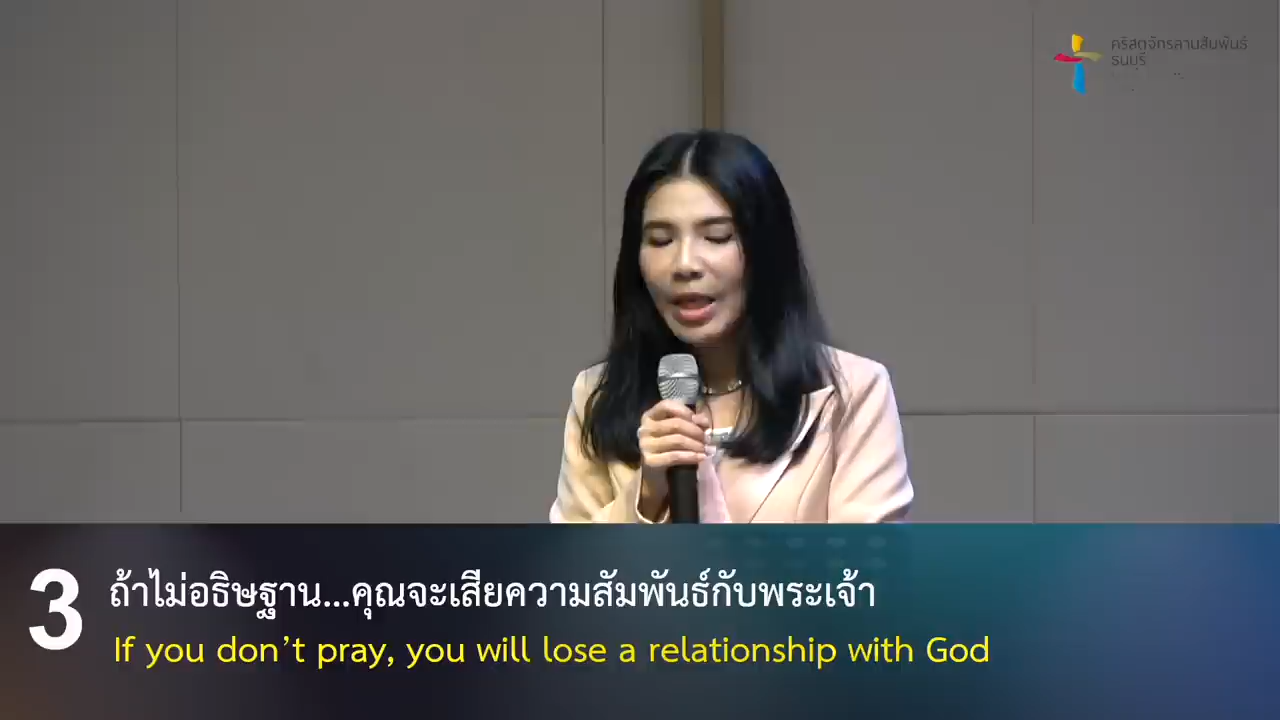 คริสตจักรสานสัมพันธ์
ธนบุรี
3 ถ้าไม่อธิษฐาน...คุณจะเสียความสัมพันธ์กับพระเจ้า
If you don't pray, you will lose a relationship with God